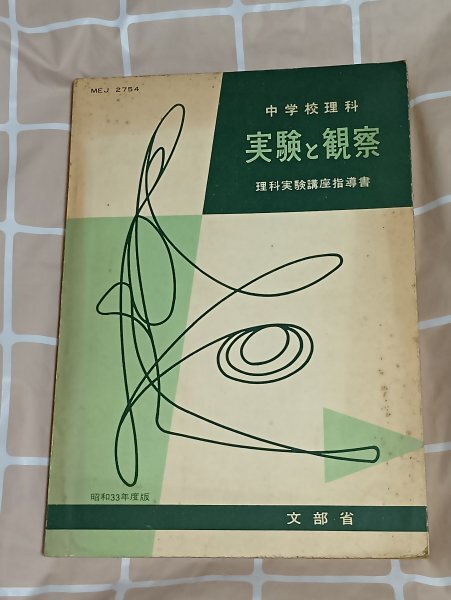 MEJ 2754
中学校理科
実験と観察
理科実験講座指導書
昭和33年度版
文部省